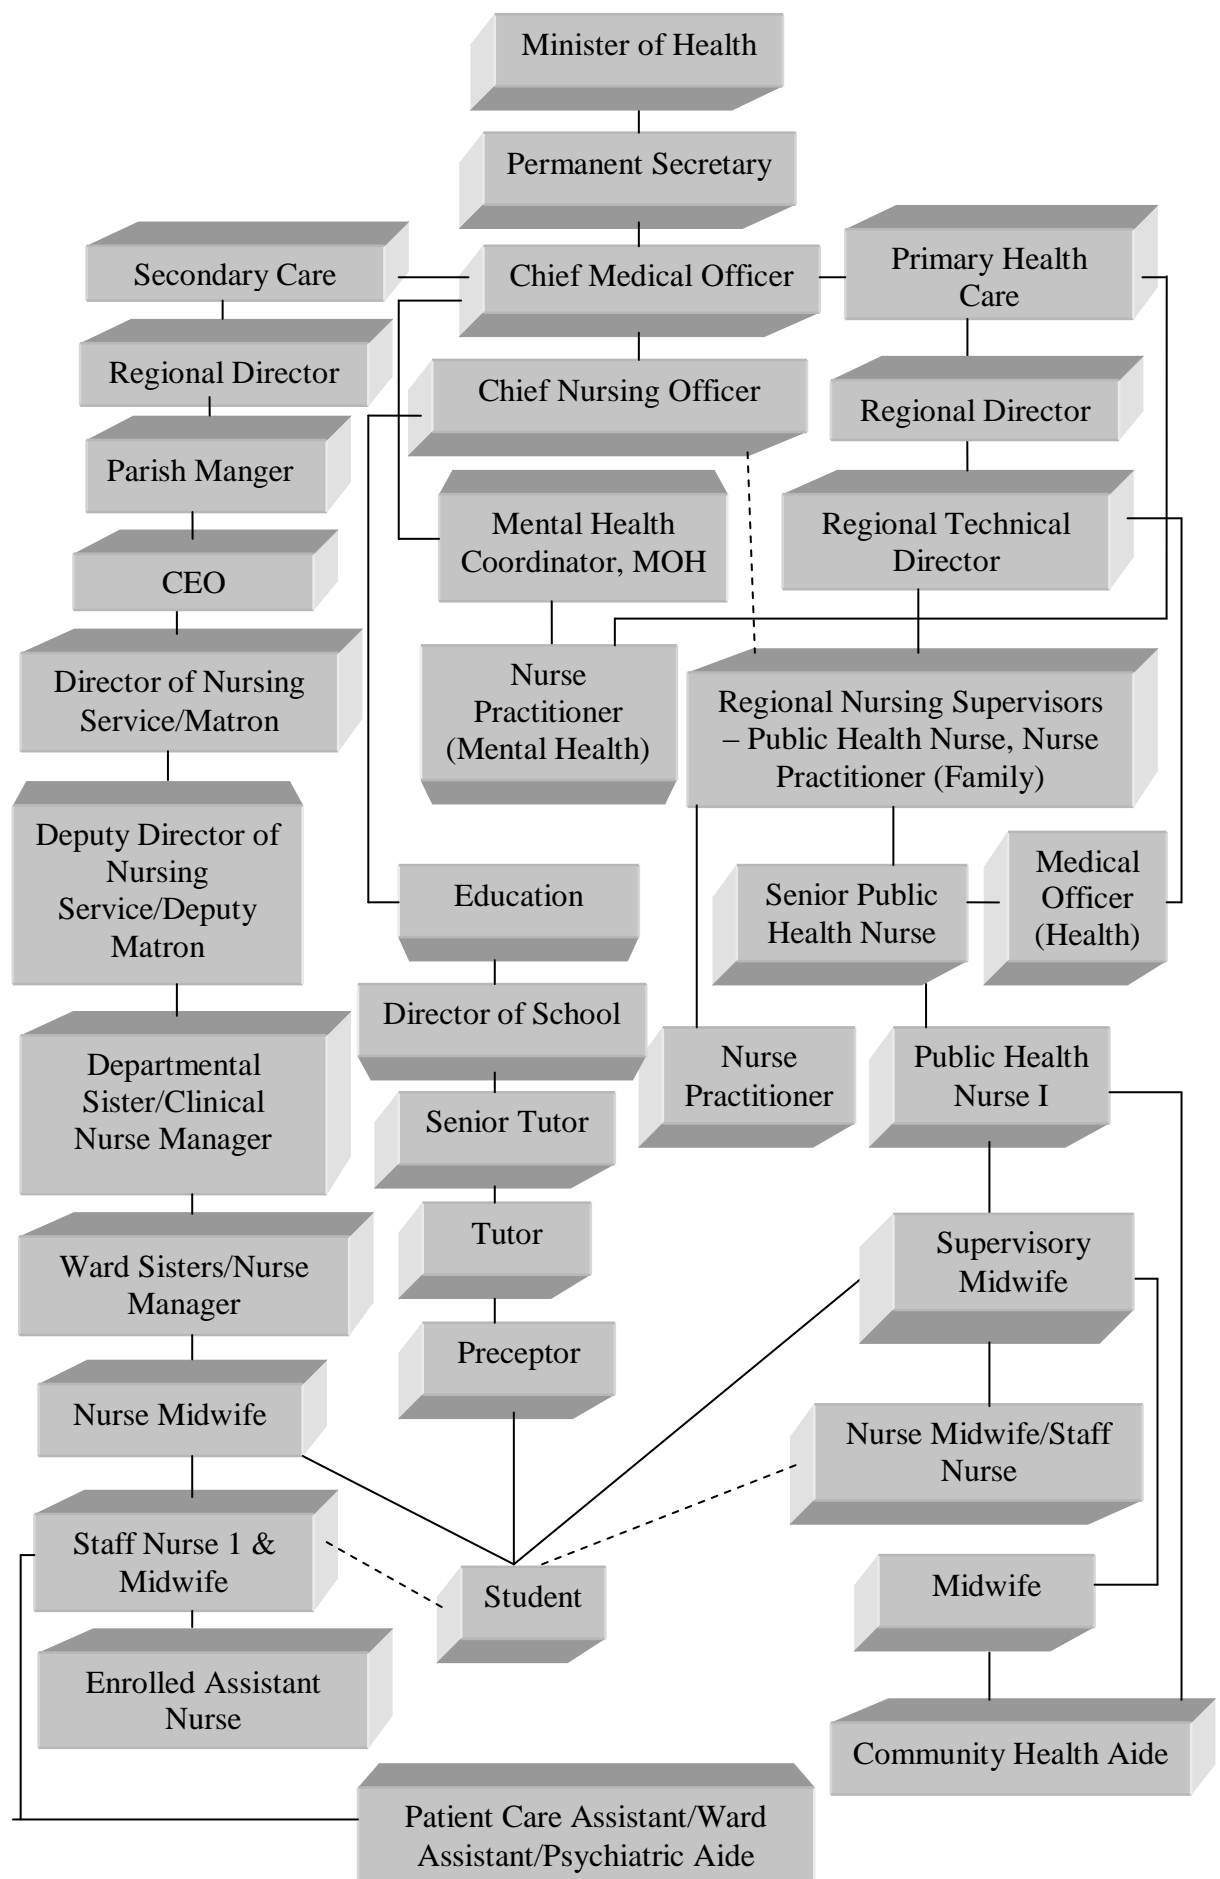 Minister of Health
Permanent Secretary
Secondary Care
Chief Medical Officer
Primary Health
Care
Regional Director
Chief Nursing Officer
Regional Director
Parish Manger
Mental Health
Coordinator, MOH
Regional Technical
Director
CEO
Director of Nursing
Service/Matron
Nurse
Practitioner
(Mental Health)
Regional Nursing Supervisors
– Public Health Nurse, Nurse
Practitioner (Family)
Deputy Director of
Nursing
Service/Deputy
Matron
Education
Senior Public
Health Nurse
Medical
Officer
(Health)
Director of School
Departmental
Sister/Clinical
Nurse Manager
Nurse
Practitioner
Public Health
Nurse I
Senior Tutor
Tutor
Ward Sisters/Nurse
Manager
Supervisory
Midwife
Preceptor
Nurse Midwife
Nurse Midwife/Staff
Nurse
Staff Nurse 1 &
Midwife
Student
Midwife
Enrolled Assistant
Nurse
Community Health Aide
Patient Care Assistant/Ward
Assistant/Psychiatric Aide